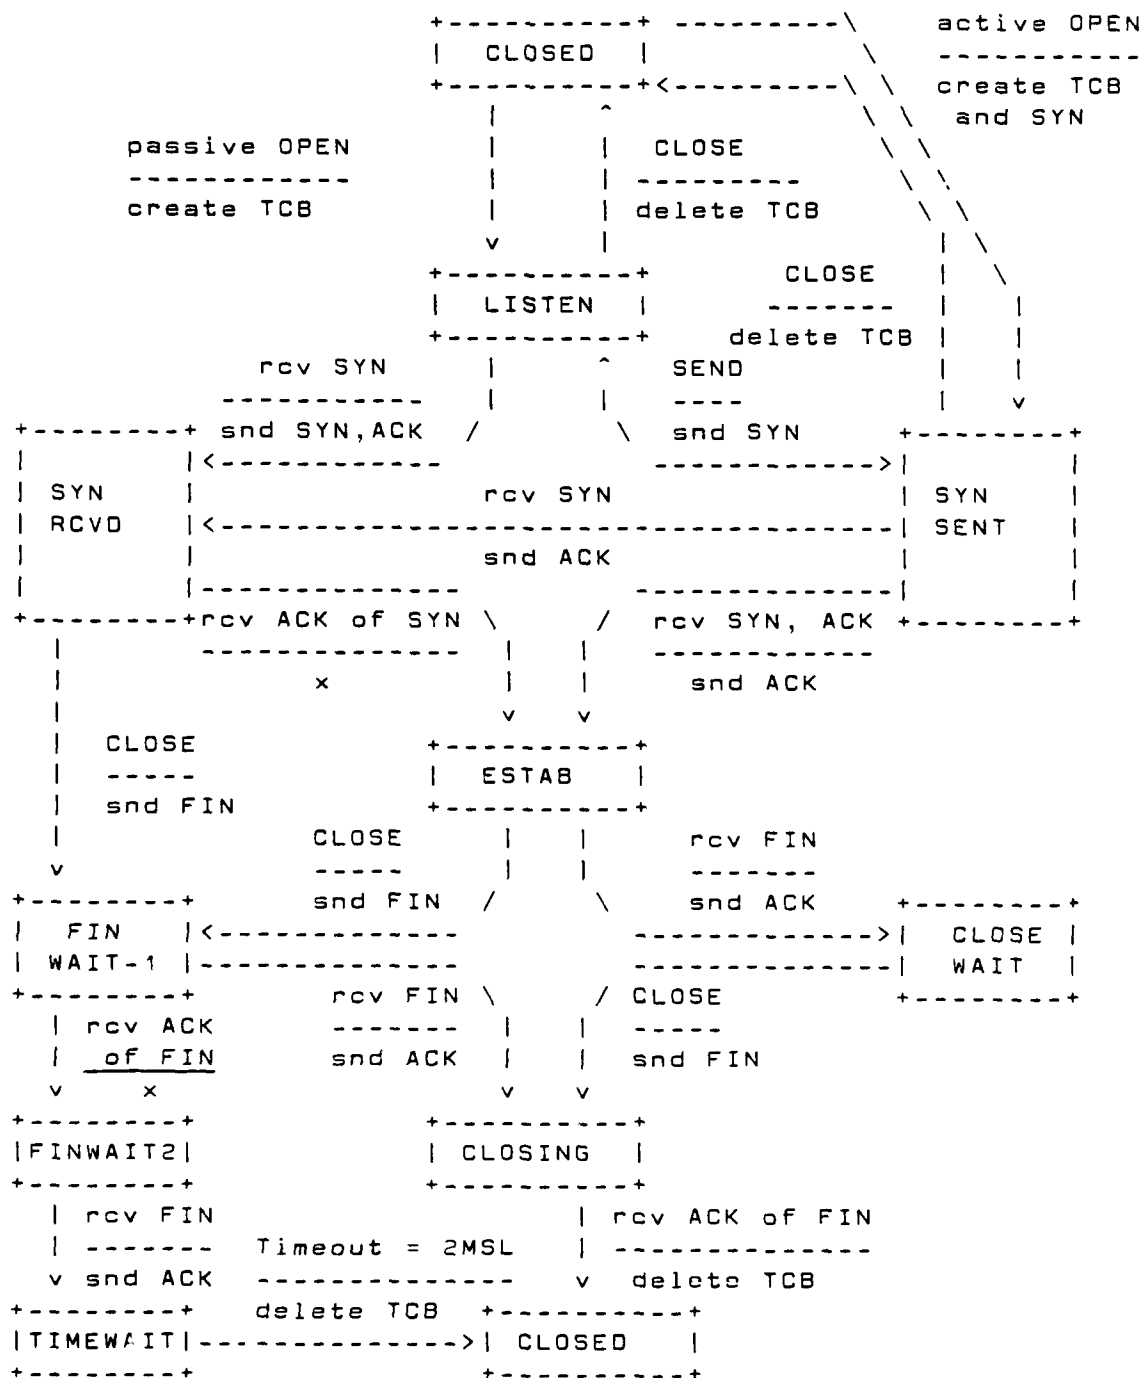 +----------+ ---------\ active OPEN
| CLOSED | \ -----------
+----------+<---------\ \ create TCB
| ^ \ \ and SYN
passive OPEN | | CLOSE \ \
------------ | | --------- \ \
create TCB | | delete TCB \ \
v | | \
+----------+ CLOSE | \
| LISTEN | ------- | |
+----------+ delete TCB | |
rcv SYN | ^ SEND | |
----------- | | ---- | v
+--------+ snd SYN,ACK / \ snd SYN +--------+
| |<----------- ------------>| |
| SYN | rcv SYN | SYN |
| RCVD |<--------------------------------| SENT |
| | snd ACK | |
| |-------------- --------------| |
+--------+rcv ACK of SYN \ / rcv SYN, ACK +--------+
| -------------- | | ------------
| x | | snd ACK
| v v
| CLOSE +----------+
| ----- | ESTAB |
| snd FIN +----------+
| CLOSE | | rcv FIN
v ----- | | -------
+--------+ snd FIN / \ snd ACK +--------+
| FIN |<------------- ------------->| CLOSE |
| WAIT-1 |-------------- --------------| WAIT |
+--------+ rcv FIN \ / CLOSE +--------+
| rcv ACK ------- | | -----
| of FIN snd ACK | | snd FIN
v x v v
+--------+ +----------+
|FINWAIT2| | CLOSING |
+--------+ +----------+
| rcv FIN | rcv ACK of FIN
| ------- Timeout = 2MSL | --------------
v snd ACK -------------- v delete TCB
+--------+ delete TCB +----------+
|TIMEWAIT|-------------->| CLOSED |
+--------+ +----------+